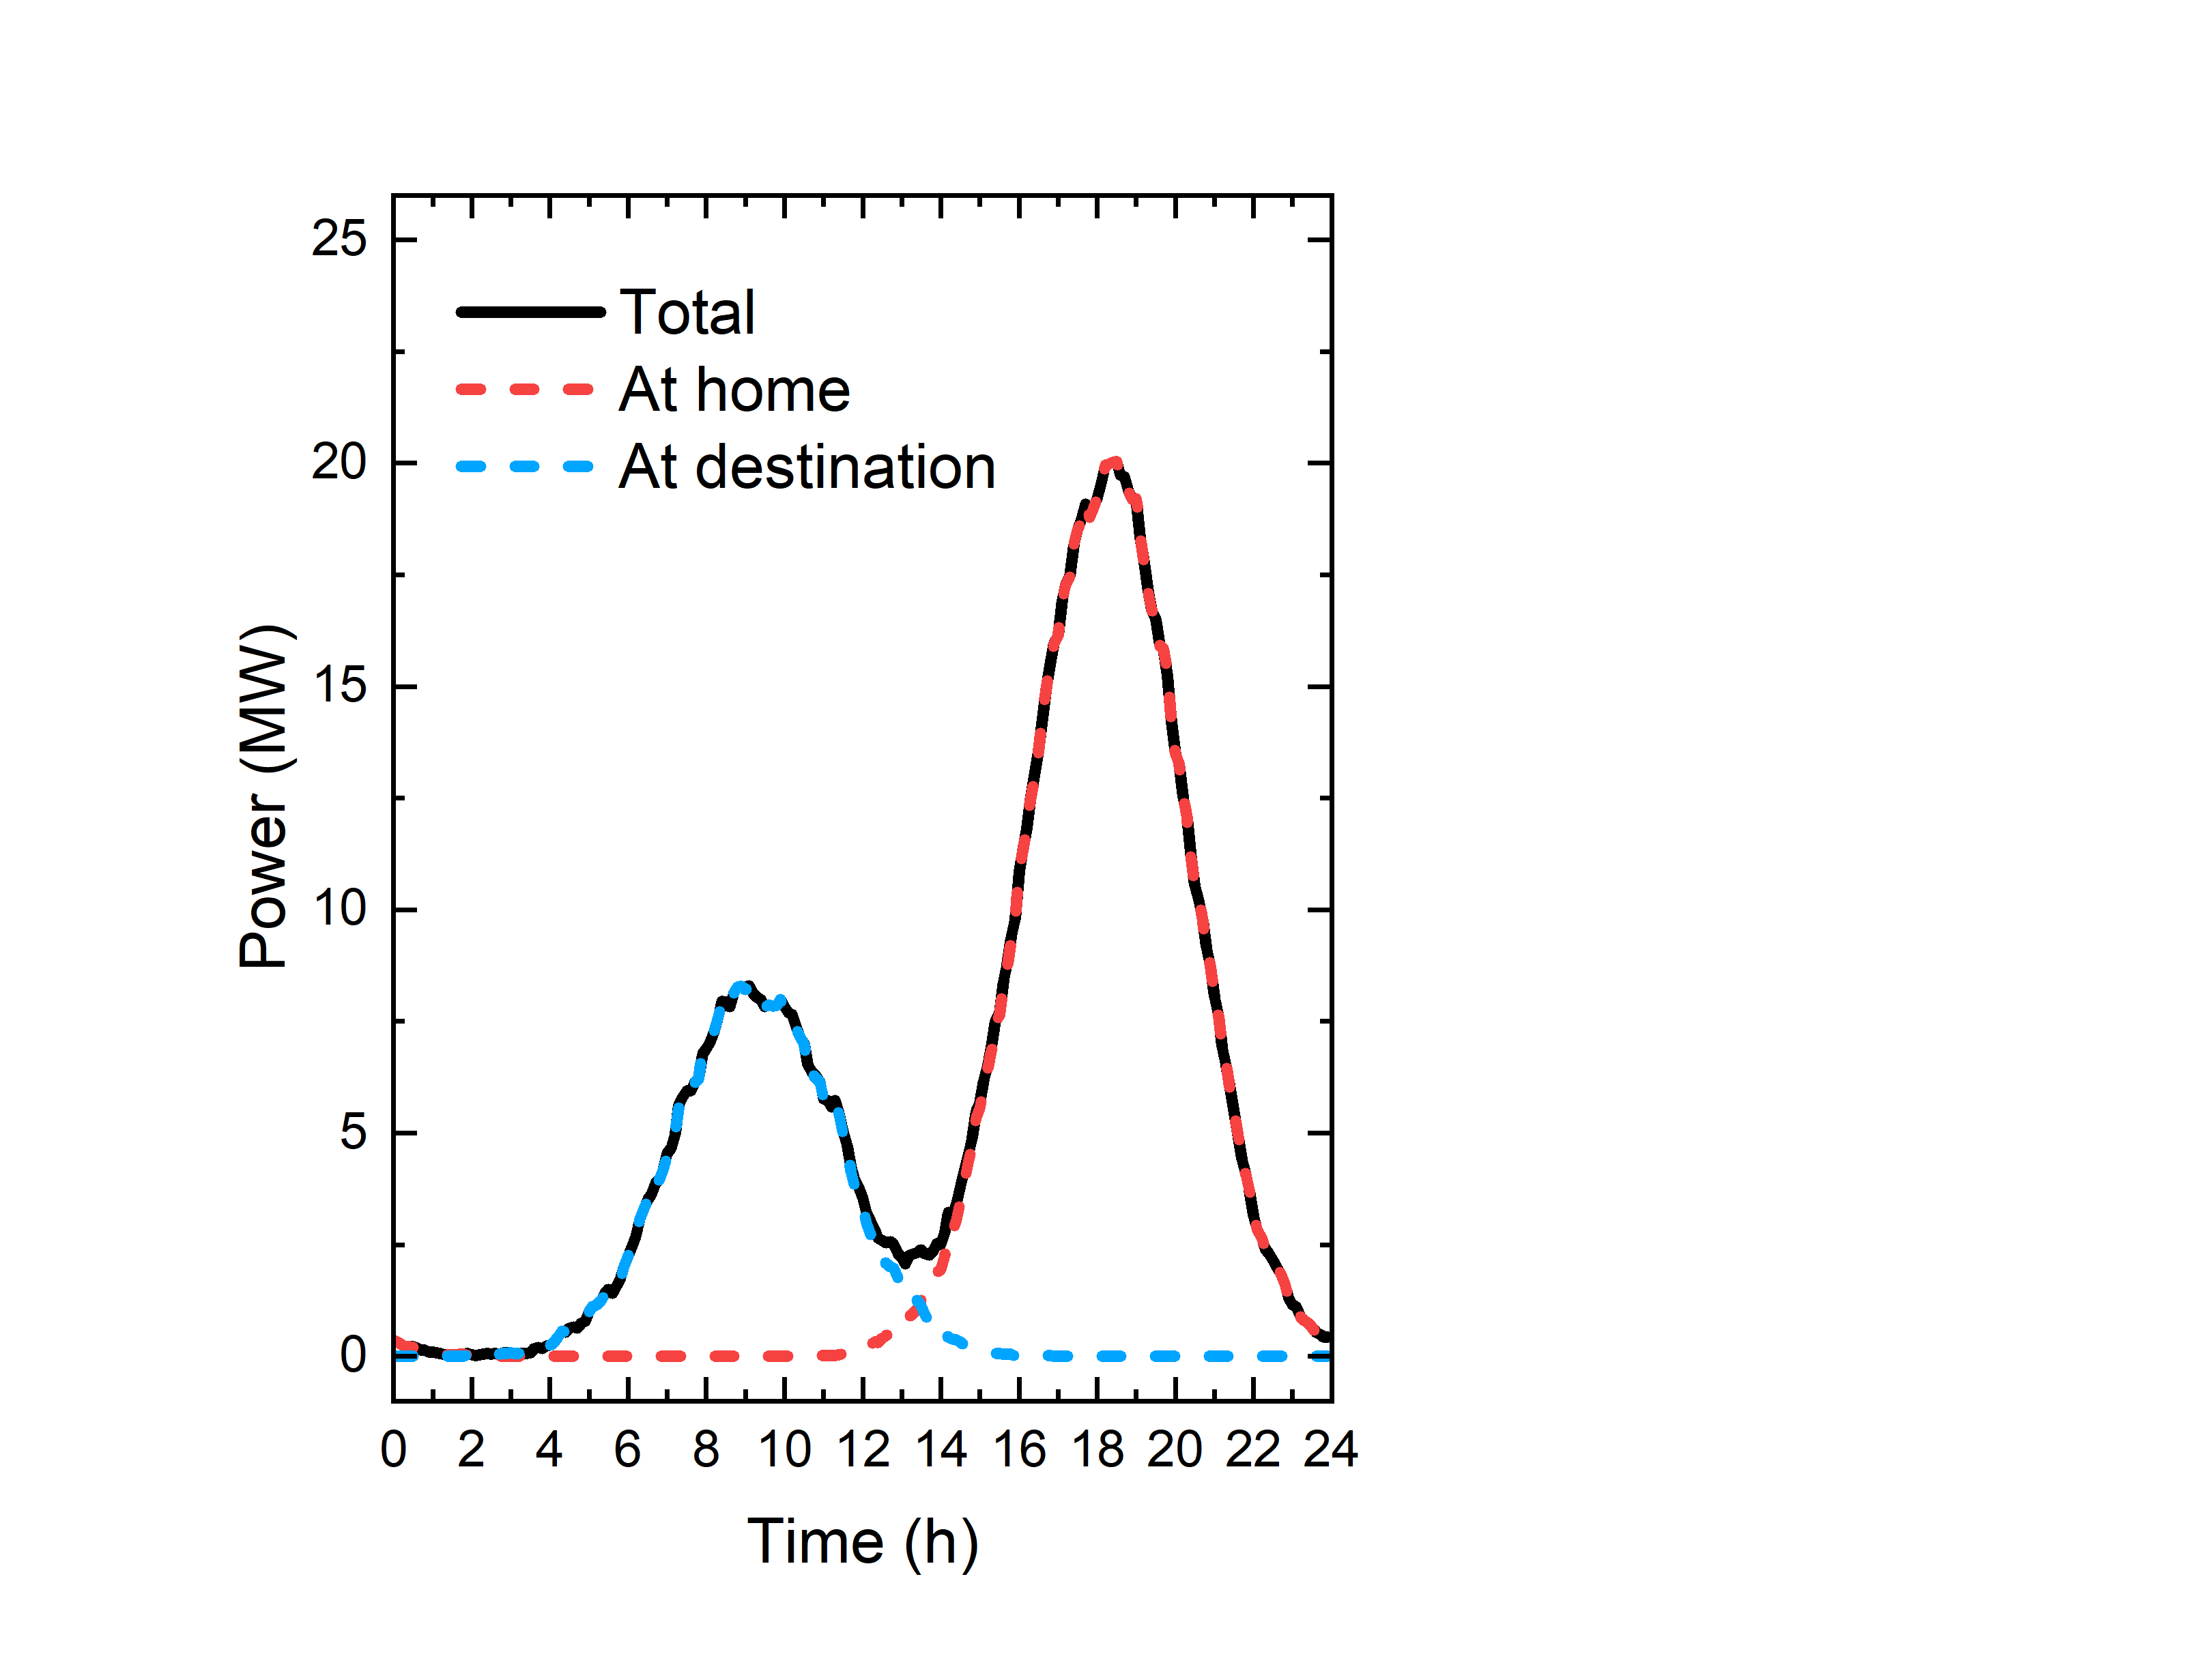 25
20
15
10
5
0
Total
At home
At destination
Power (MW)
0 2 4 6 8 10 12 14 16 18 20 22 24
Time (h)